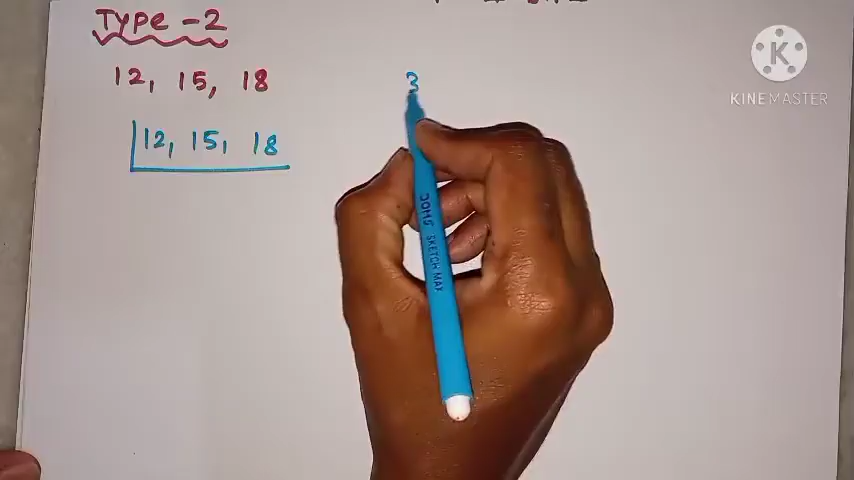 Type - 2
12, 15, 18
12, 15, 18
3
DOMS SKETCH MAX
KINEMASTER